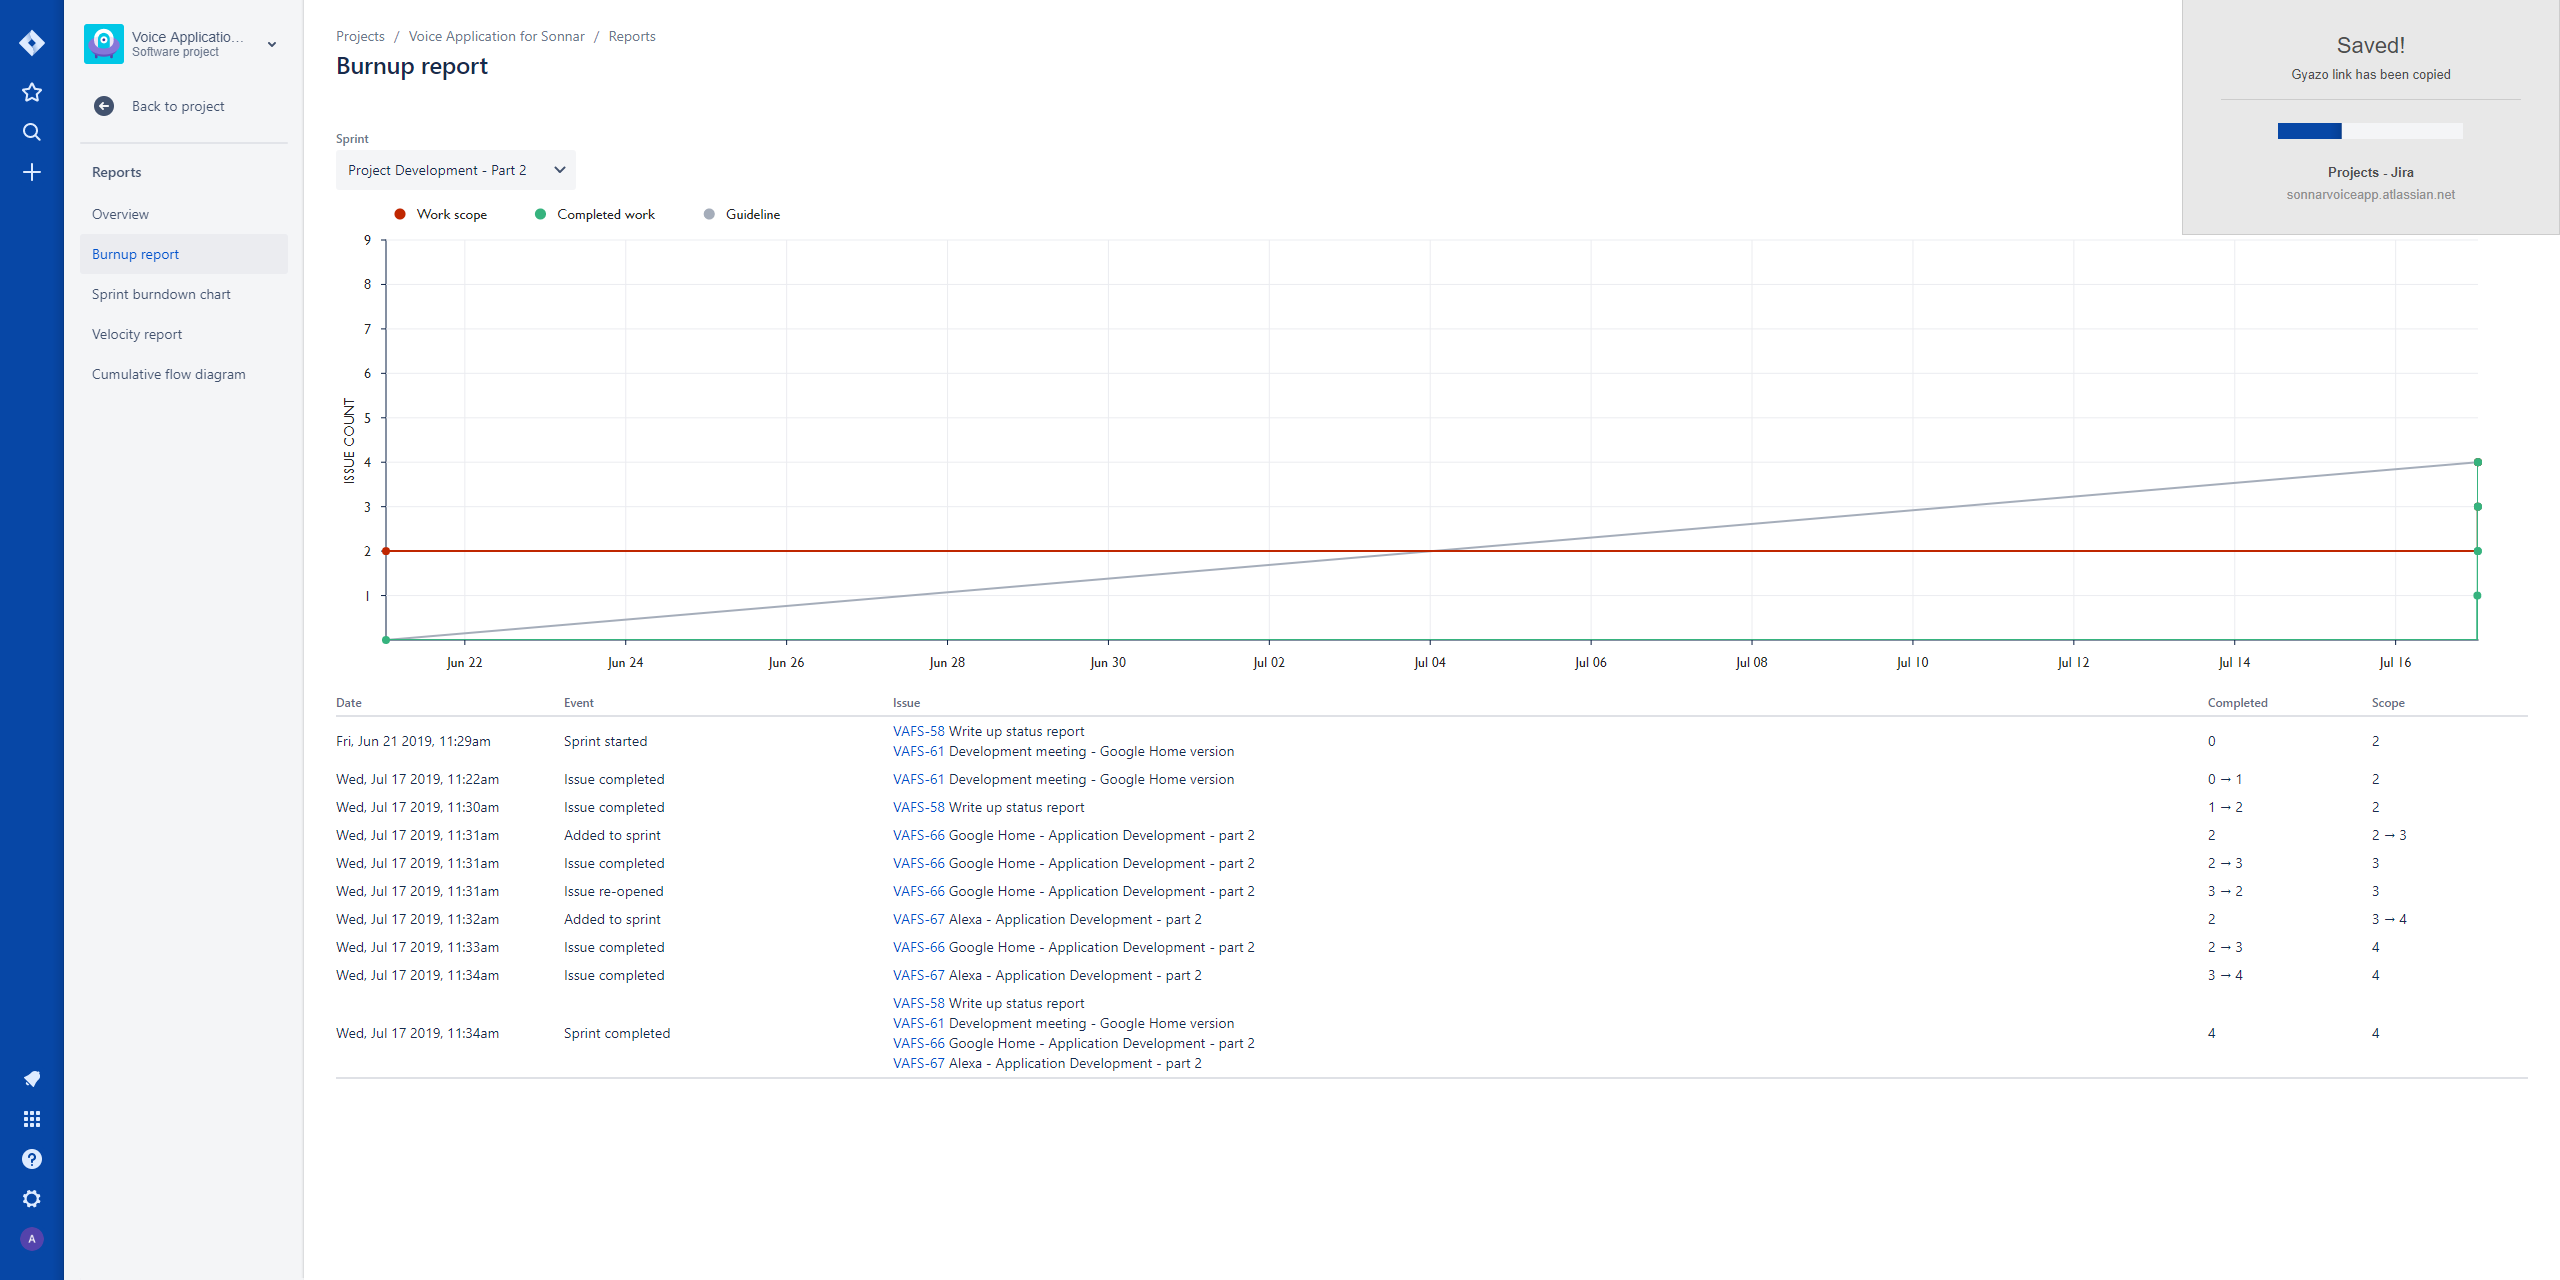 Voice Applicatio...
Software project
Back to project
Reports
Overview
Burnup report
Sprint burndown chart
Velocity report
Cumulative flow diagram
A
Projects / Voice Application for Sonnar / Reports
Burnup report
Saved!
Gyazo link has been copied
Projects - Jira
sonnarvoiceapp.atlassian.net
Sprint
Project Development - Part 2
Work scope Completed work Guideline
ISSUE COUNT
9
8
7
6
5
4
3
2
1
Jun 22 Jun 24 Jun 26 Jun 28 Jun 30 Jul 02 Jul 04 Jul 06 Jul 08 Jul 10 Jul 12 Jul 14 Jul 16
Date Event Issue Completed Scope
VAFS-58 Write up status report
Fri, Jun 21 2019, 11:29am Sprint started 0 2
VAFS-61 Development meeting - Google Home version
Wed, Jul 17 2019, 11:22am Issue completed VAFS-61 Development meeting - Google Home version 0 → 1 2
Wed, Jul 17 2019, 11:30am Issue completed VAFS-58 Write up status report 1 → 2 2
Wed, Jul 17 2019, 11:31am Added to sprint VAFS-66 Google Home - Application Development - part 2 2 2 → 3
Wed, Jul 17 2019, 11:31am Issue completed VAFS-66 Google Home - Application Development - part 2 2 → 3 3
Wed, Jul 17 2019, 11:31am Issue re-opened VAFS-66 Google Home - Application Development - part 2 3 → 2 3
Wed, Jul 17 2019, 11:32am Added to sprint VAFS-67 Alexa - Application Development - part 2 2 3 → 4
Wed, Jul 17 2019, 11:33am Issue completed VAFS-66 Google Home - Application Development - part 2 2 → 3 4
Wed, Jul 17 2019, 11:34am Issue completed VAFS-67 Alexa - Application Development - part 2 3 → 4 4
VAFS-58 Write up status report
VAFS-61 Development meeting - Google Home version
Wed, Jul 17 2019, 11:34am Sprint completed 4 4
VAFS-66 Google Home - Application Development - part 2
VAFS-67 Alexa - Application Development - part 2